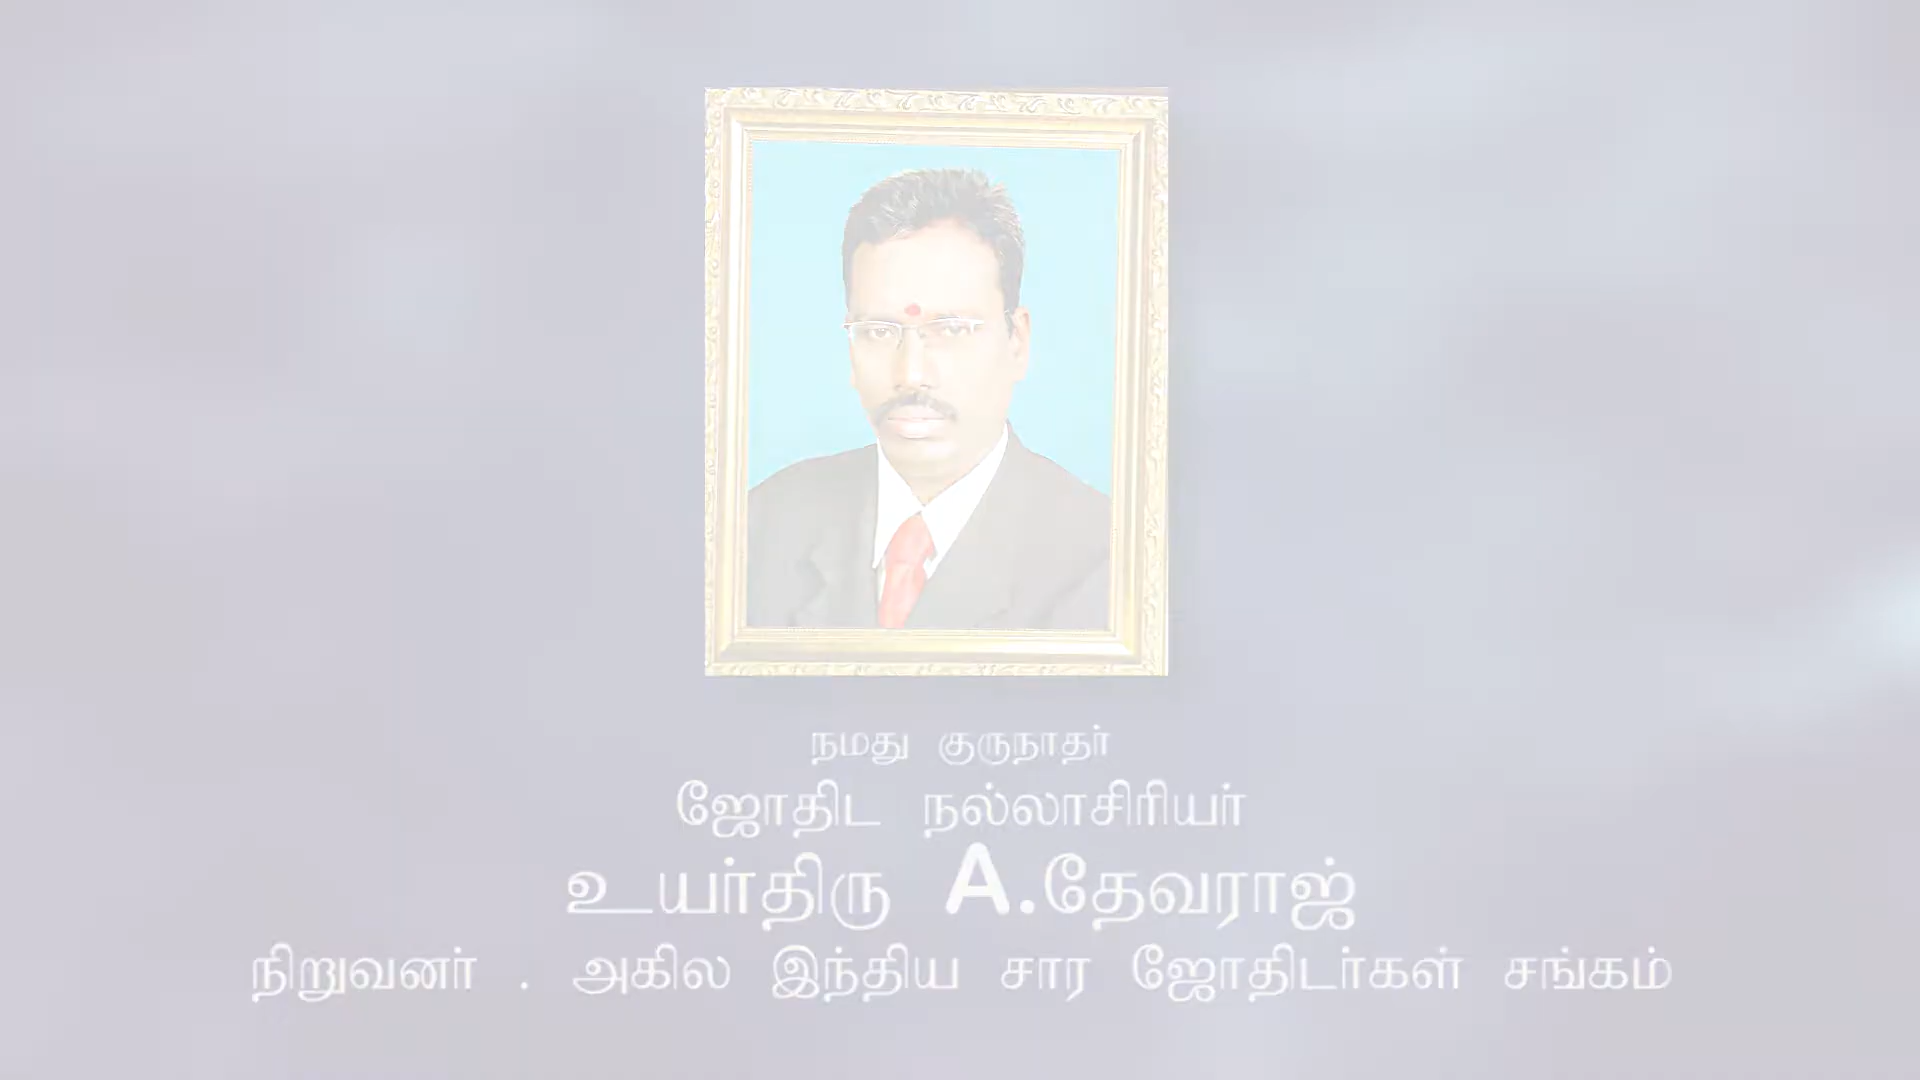 நமது குருநாதர்
ஜோதிட நல்லாசிரியர்
உயர்திரு A.தேவராஜ்
நிறுவனர் . அகில இந்திய சார ஜோதிடர்கள் சங்கம்